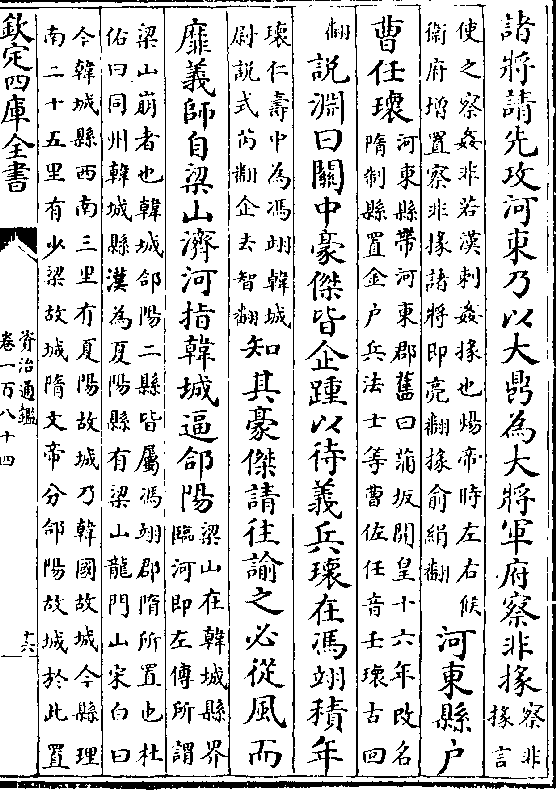 諸將請先攻河東乃以大鼎為大將軍府察非掾
察非
掾言
使之察姦非若漢刺姦掾也煬帝時左右候
衛府增置察非掾諸將即亮翻掾俞絹翻
河東縣户
曹任瓌
河東縣帶河東郡舊曰蒲坂開皇十六年改名
隋制縣置金户兵法士等曹佐任音壬瓌古回
翻
說淵曰關中豪傑皆企踵以待義兵瓌在馮翊積年
瓌仁壽中為馮翊韓城
尉説式芮翻企去智翻
知其豪傑請往諭之必從風而
靡義師自梁山濟河指韓城逼郃陽
梁山在韓城縣界
臨河即左傳所謂
梁山崩者也韓城郃陽二縣皆屬馮翊郡隋所置也杜
佑曰同州韓城縣漢為夏陽縣有梁山龍門山宋白曰
今韓城縣西南三里有夏陽故城乃韓國故城今縣理
南二十五里有少梁故城隋文帝分郃陽故城於此置
欽定四庫全書
資治通鑑
卷一百八十四
十六